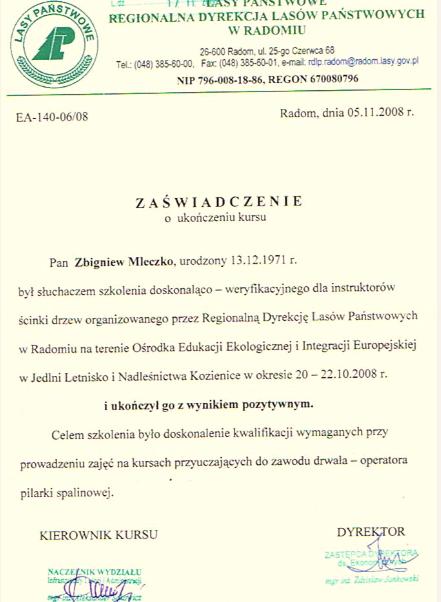 LASY PAŃSTWOWE
LASY PAŃSTWOWE
REGIONALNA DYREKCJA LASÓW PAŃSTWOWYCH
W RADOMIU
26-600 Radom, ul. 25-go Czerwca 68
Tel.: (048) 385-60-00, Fax: (048) 385-60-01, e-mail: rdlp.radom@radom.lasy.gov.pl
NIP 796-008-18-86, REGON 670080796
EA-140-06/08
Radom, dnia 05.11.2008 r.
ZAŚWIADCZENIE
o ukończeniu kursu
Pan Zbigniew Mleczko, urodzony 13.12.1971 r.
był słuchaczem szkolenia doskonaląco – weryfikacyjnego dla instruktorów
ścinki drzew organizowanego przez Regionalną Dyrekcję Lasów Państwowych
w Radomiu na terenie Ośrodka Edukacji Ekologicznej i Integracji Europejskiej
w Jedlni Letnisko i Nadleśnictwa Kozienice w okresie 20 – 22.10.2008 r.
i ukończył go z wynikiem pozytywnym.
Celem szkolenia było doskonalenie kwalifikacji wymaganych przy
prowadzeniu zajęć na kursach przyuczających do zawodu drwala – operatora
pilarki spalinowej.
KIEROWNIK KURSU
DYREKTOR
NACZELNIK WYDZIAŁU
ZASTĘPCA DYREKTORA
ds. Ekonom
mgr inż. Zdzisław Jankowski
mgr inż.